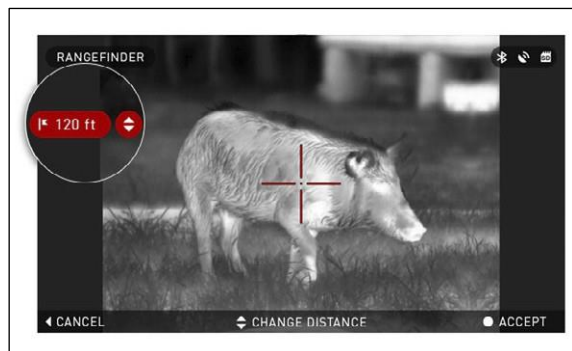 RANGEFINDER
120 ft
CANCEL
CHANGE DISTANCE
ACCEPT